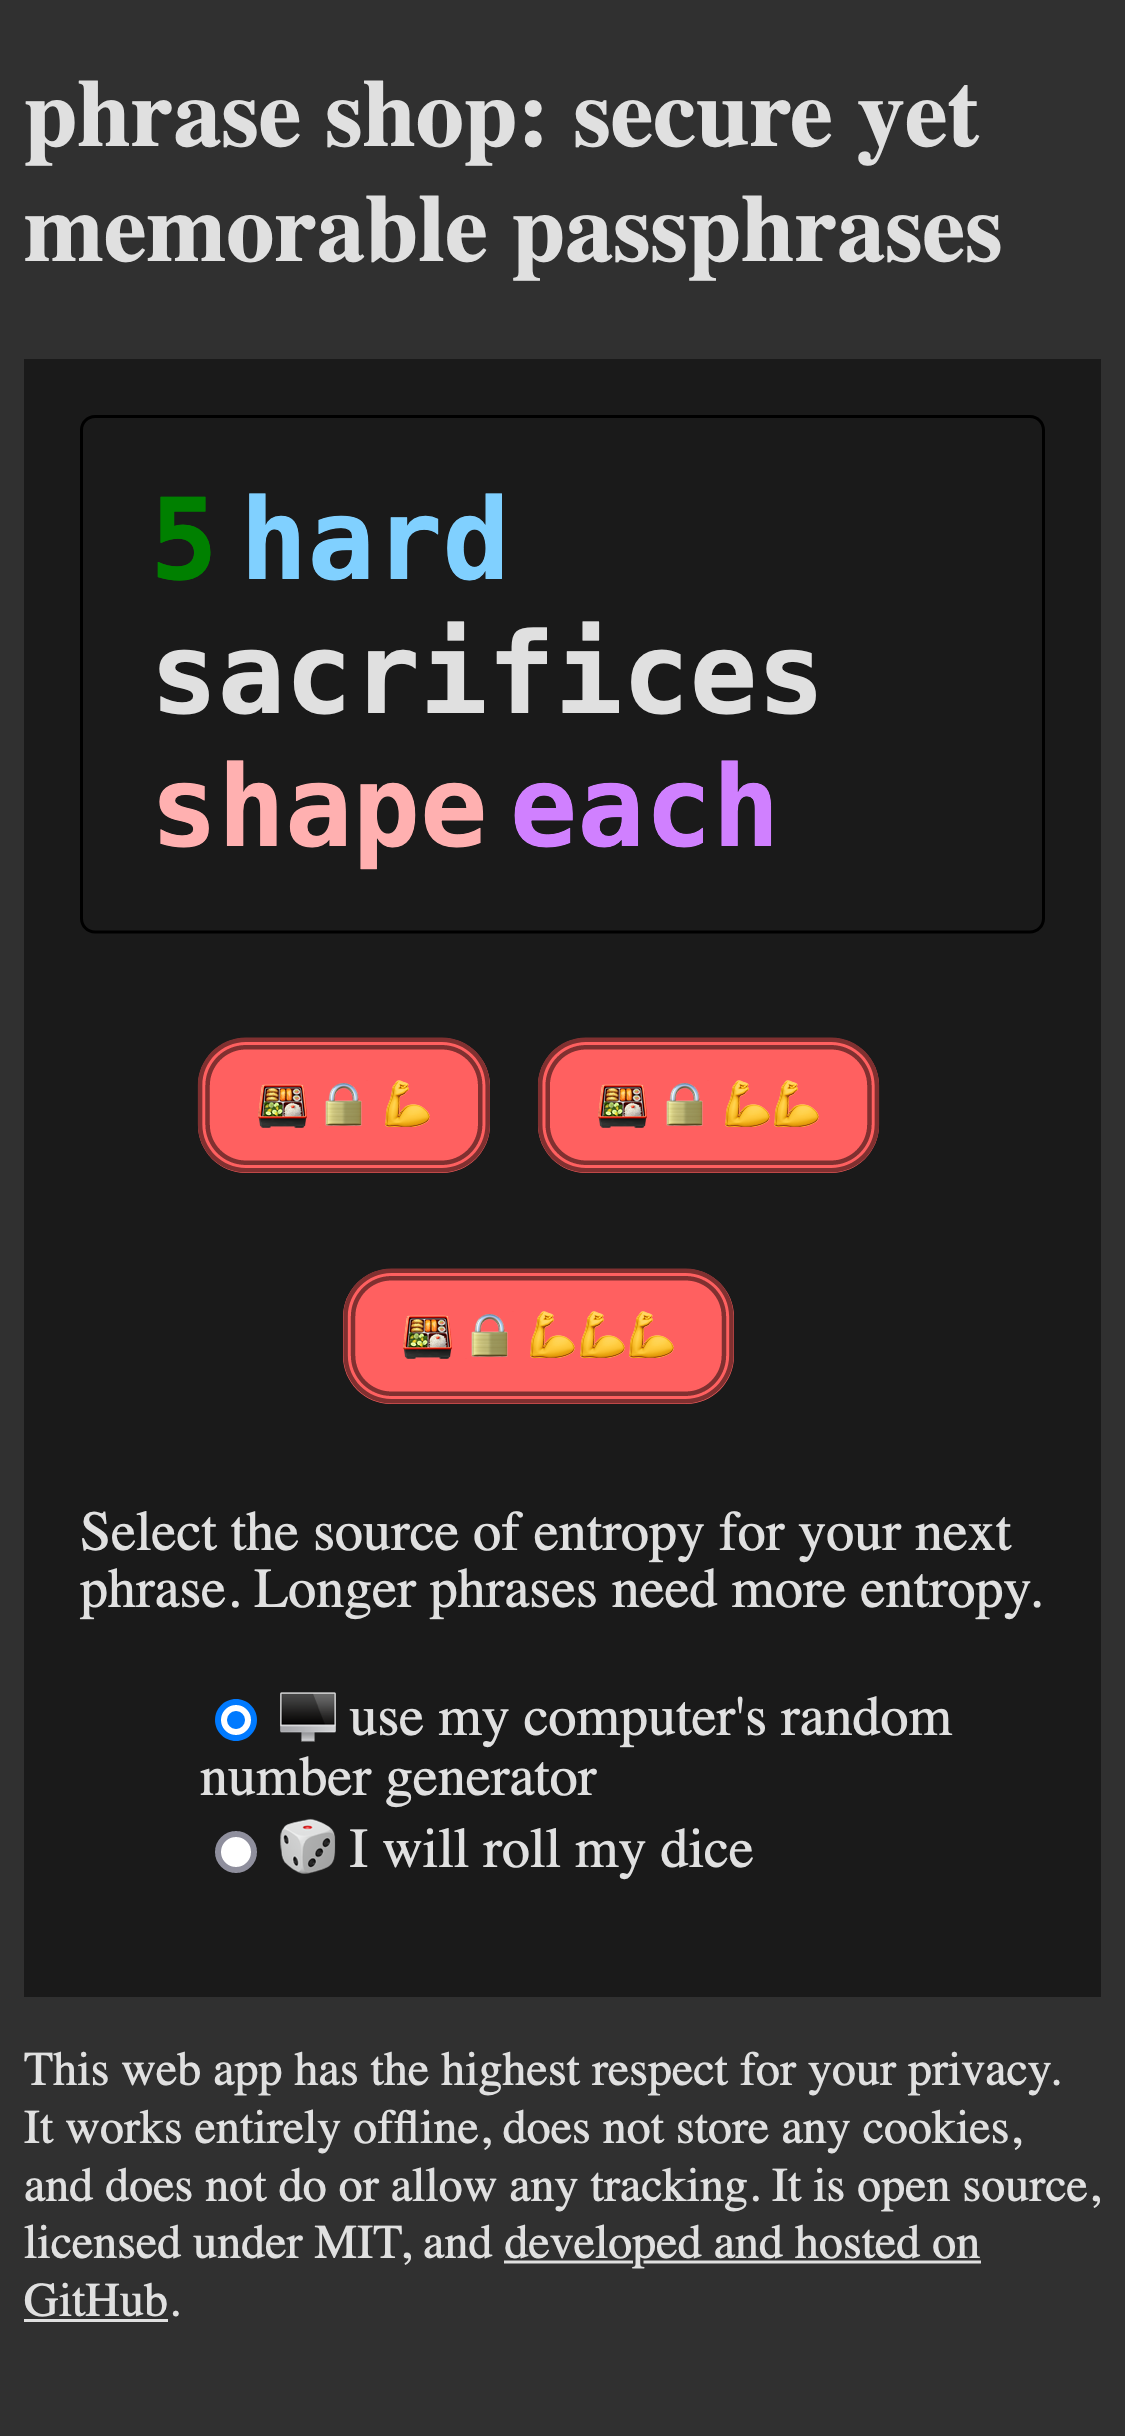 phrase shop: secure yet
memorable passphrases
5 hard
sacrifices
shape each
🍱🔒💪
🍱🔒💪💪
🍱🔒💪💪💪
Select the source of entropy for your next
phrase. Longer phrases need more entropy.
🖥️ use my computer's random
number generator
🎲 I will roll my dice
This web app has the highest respect for your privacy.
It works entirely offline, does not store any cookies,
and does not do or allow any tracking. It is open source,
licensed under MIT, and developed and hosted on
GitHub.